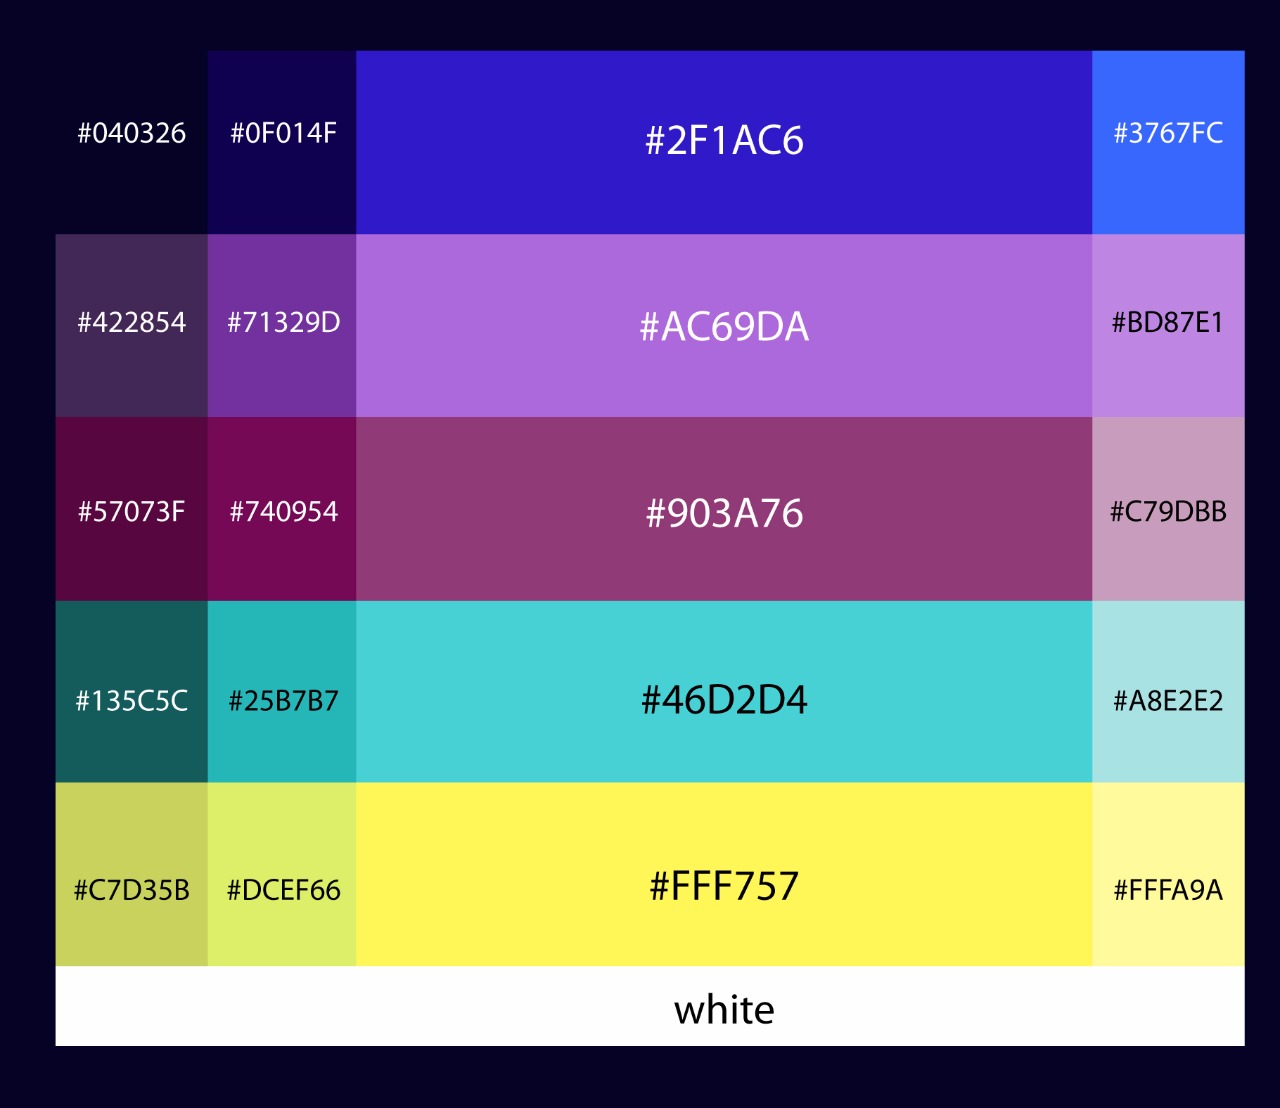 #040326 #0F014F #2F1AC6 #3767FC
#422854 #71329D #AC69DA #BD87E1
#57073F #740954 #903A76 #C79DBB
#135C5C #25B7B7 #46D2D4 #A8E2E2
#C7D35B #DCEF66 #FFF757 #FFFA9A
white